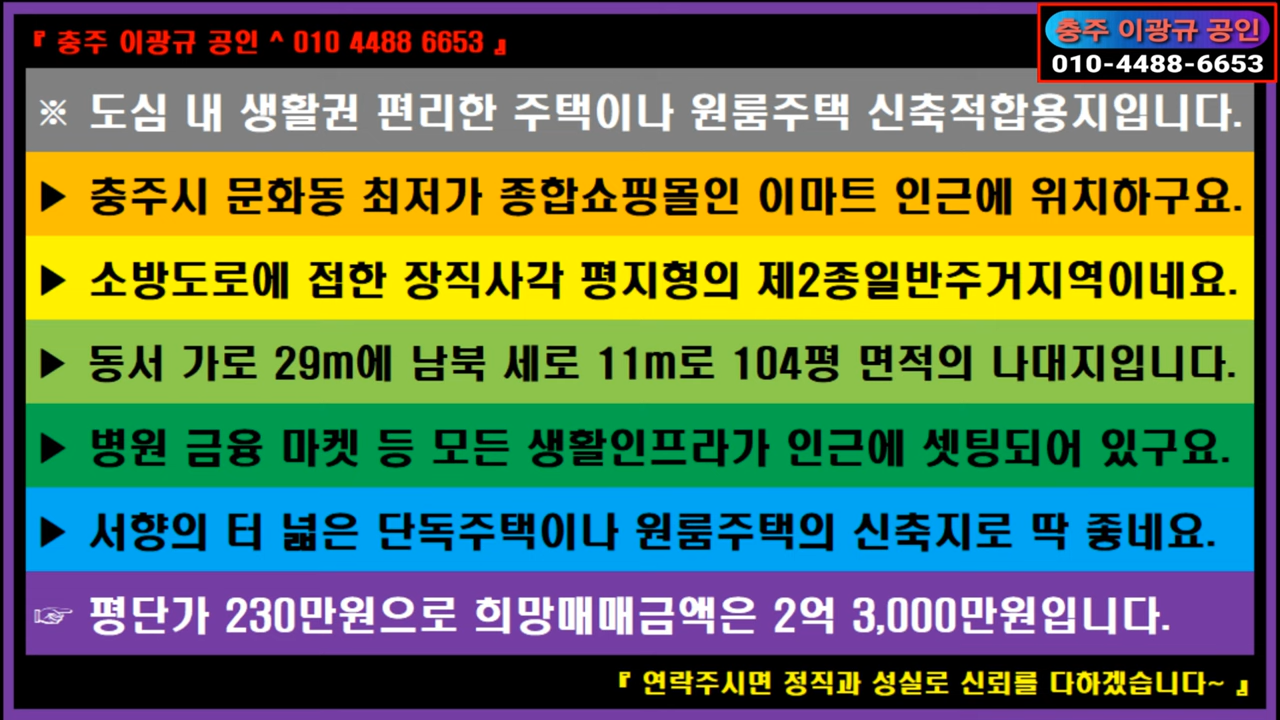 『 충주 이광규 공인 ^ 010 4488 6653 』
충주 이광규 공인
010-4488-6653
※ 도심 내 생활권 편리한 주택이나 원룸주택 신축적합용지입니다.
▶ 충주시 문화동 최저가 종합쇼핑몰인 이마트 인근에 위치하구요.
▶ 소방도로에 접한 장직사각 평지형의 제2종일반주거지역이네요.
▶ 동서 가로 29m에 남북 세로 11m로 104평 면적의 나대지입니다.
▶ 병원 금융 마켓 등 모든 생활인프라가 인근에 셋팅되어 있구요.
▶ 서향의 터 넓은 단독주택이나 원룸주택의 신축지로 딱 좋네요.
☞ 평단가 230만원으로 희망매매금액은 2억 3,000만원입니다.
『 연락주시면 정직과 성실로 신뢰를 다하겠습니다~ 』